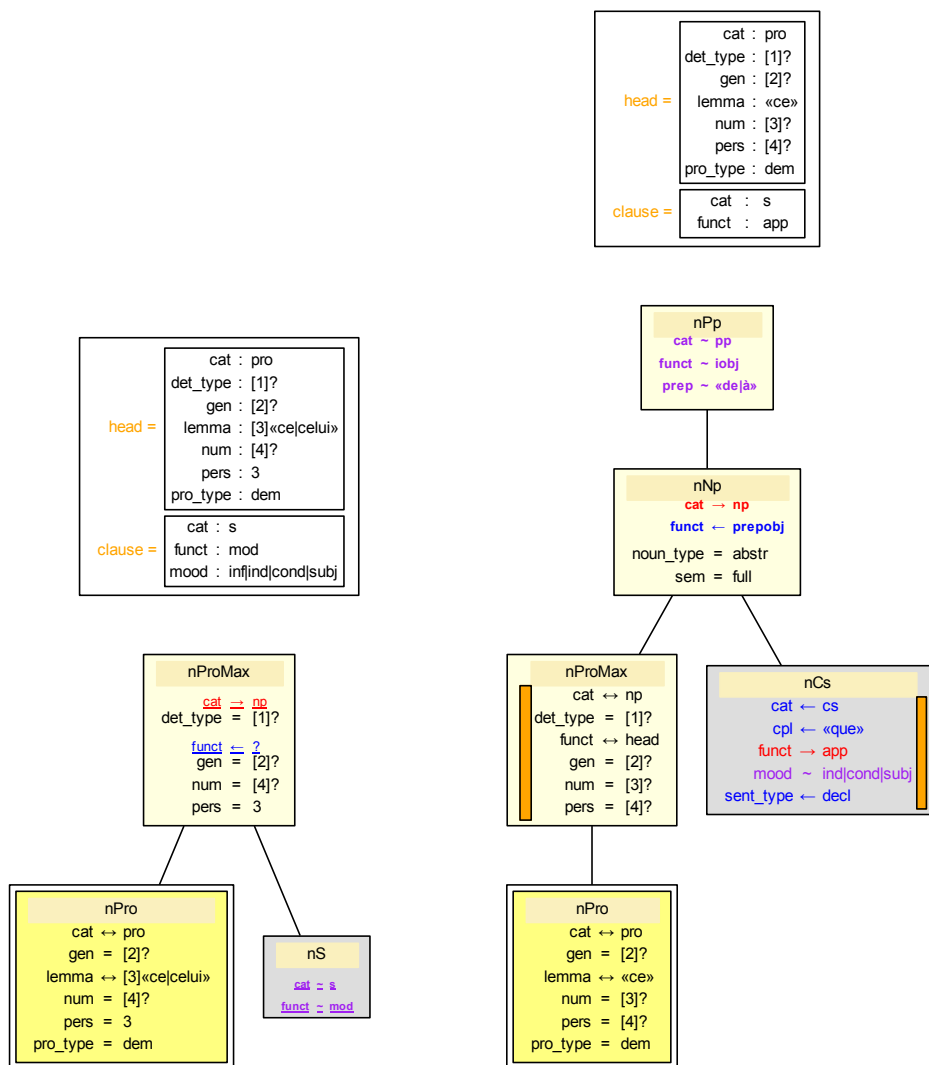 head =
cat : pro
det_type : [1]?
gen : [2]?
lemma : «ce»
num : [3]?
pers : [4]?
pro_type : dem
clause =
cat : s
funct : app
head =
cat : pro
det_type : [1]?
gen : [2]?
lemma : [3]«ce|celui»
num : [4]?
pers : 3
pro_type : dem
clause =
cat : s
funct : mod
mood : inf|ind|cond|subj
nPp
cat ~ pp
funct ~ iobj
prep ~ «de|à»
nNp
cat → np
funct ← prepobj
noun_type = abstr
sem = full
nProMax
cat → np
det_type = [1]?
funct ← ?
gen = [2]?
num = [4]?
pers = 3
nProMax
cat ↔ np
det_type = [1]?
funct ↔ head
gen = [2]?
num = [3]?
pers = [4]?
nCs
cat ← cs
cpl ← «que»
funct → app
mood ~ ind|cond|subj
sent_type ← decl
nPro
cat ↔ pro
gen = [2]?
lemma ↔ [3]«ce|celui»
num = [4]?
pers = 3
pro_type = dem
nS
cat ~ s
funct ~ mod
nPro
cat ↔ pro
gen = [2]?
lemma ↔ «ce»
num = [3]?
pers = [4]?
pro_type = dem